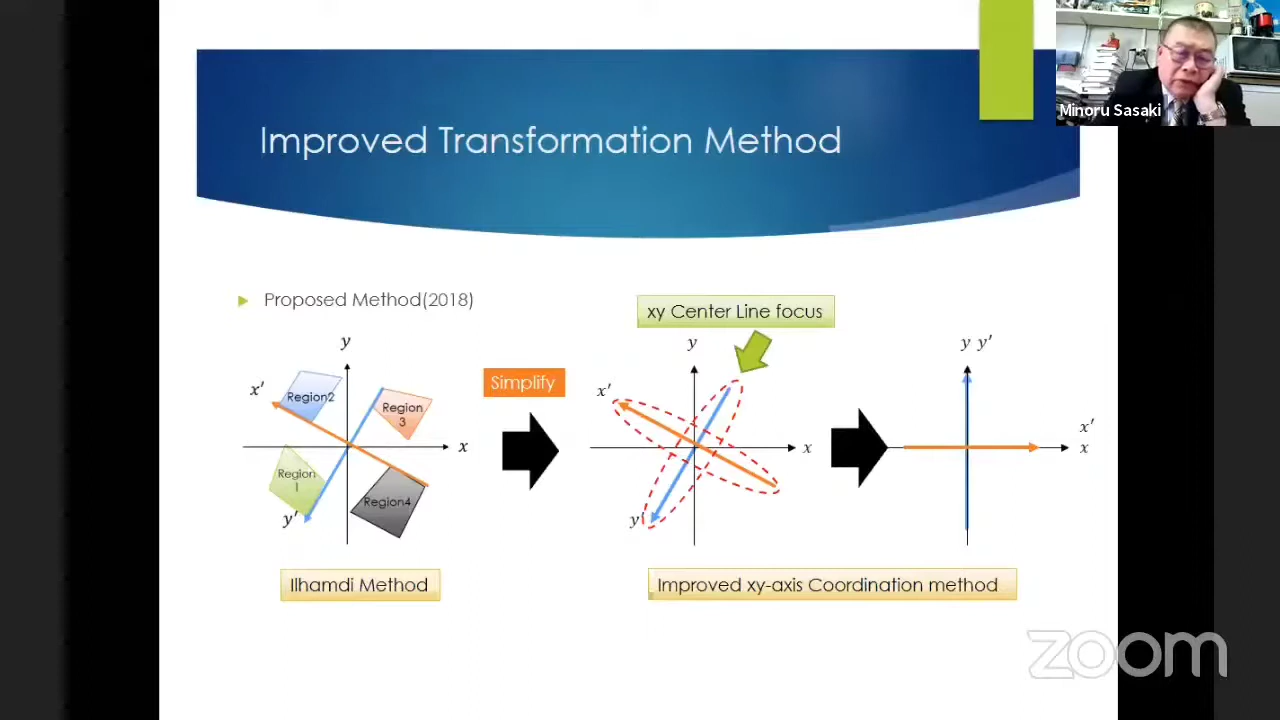 Minoru Sasaki
Improved Transformation Method
Proposed Method(2018)
xy Center Line focus
y
x'
Region2
Region
3
x
Region
1
Region4
y'
Simplify
y
x'
x
y'
y y'
x'
x
Ilhamdi Method
Improved xy-axis Coordination method
zoom